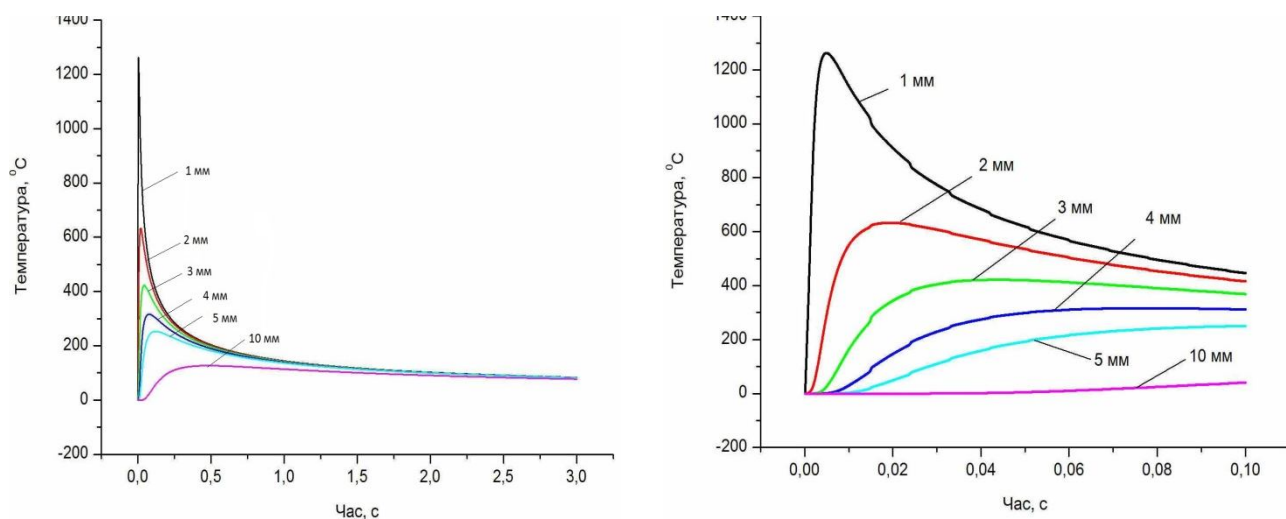 1400
1200
1000
800
600
400
200
0
-200
Температура, ⁰С
1 мм
2 мм
3 мм
4 мм
5 мм
10 мм
0,0 0,5 1,0 1,5 2,0 2,5 3,0
Час, с
1400
1200
1000
800
600
400
200
0
-200
Температура, ⁰С
1 мм
2 мм
3 мм
4 мм
5 мм
10 мм
0,00 0,02 0,04 0,06 0,08 0,10
Час, с